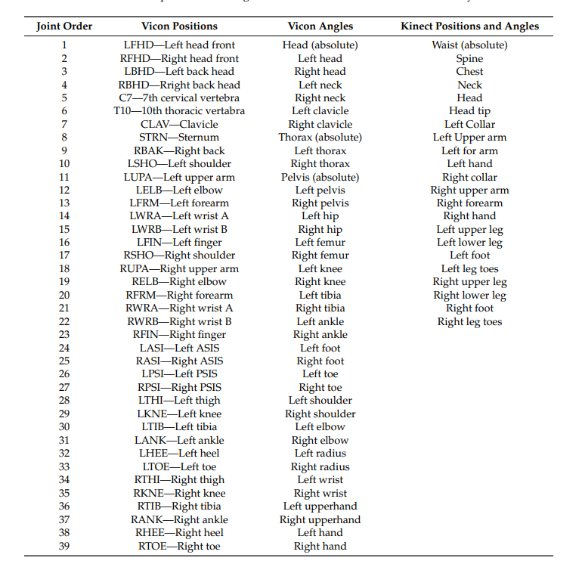 Joint Order Vicon Positions Vicon Angles Kinect Positions and Angles
1 LFHD—Left head front Head (absolute) Waist (absolute)
2 RFHD—Right head front Left head Spine
3 LBHD—Left back head Right head Chest
4 RBHD—Rright back head Left neck Neck
5 C7—7th cervical vertebra Right neck Head
6 T10—10th thoracic vertabra Left clavicle Head tip
7 CLAV—Clavicle Right clavicle Left Collar
8 STRN—Sternum Thorax (absolute) Left Upper arm
9 RBAK—Right back Left thorax Left for arm
10 LSHO—Left shoulder Right thorax Left hand
11 LUPA—Left upper arm Pelvis (absolute) Right collar
12 LELB—Left elbow Left pelvis Right upper arm
13 LFRM—Left forearm Right pelvis Right forearm
14 LWRA—Left wrist A Left hip Right hand
15 LWRB—Left wrist B Right hip Left upper leg
16 LFIN—Left finger Left femur Left lower leg
17 RSHO—Right shoulder Right femur Left foot
18 RUPA—Right upper arm Left knee Left leg toes
19 RELB—Right elbow Right knee Right upper leg
20 RFRM—Right forearm Left tibia Right lower leg
21 RWRA—Right wrist A Right tibia Right foot
22 RWRB—Right wrist B Left ankle Right leg toes
23 RFIN—Right finger Right ankle
24 LASI—Left ASIS Left foot
25 RASI—Right ASIS Right foot
26 LPSI—Left PSIS Left toe
27 RPSI—Right PSIS Right toe
28 LTHI—Left thigh Left shoulder
29 LKNE—Left knee Right shoulder
30 LTIB—Left tibia Left elbow
31 LANK—Left ankle Right elbow
32 LHEE—Left heel Left radius
33 LTOE—Left toe Right radius
34 RTHI—Right thigh Left wrist
35 RKNE—Right knee Right wrist
36 RTIB—Right tibia Left upperhand
37 RANK—Right ankle Right upperhand
38 RHEE—Right heel Left hand
39 RTOE—Right toe Right hand